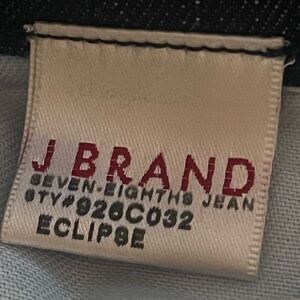 J BRAND
SEVEN-EIGHTHS JEAN
STY#926C032
ECLIPSE